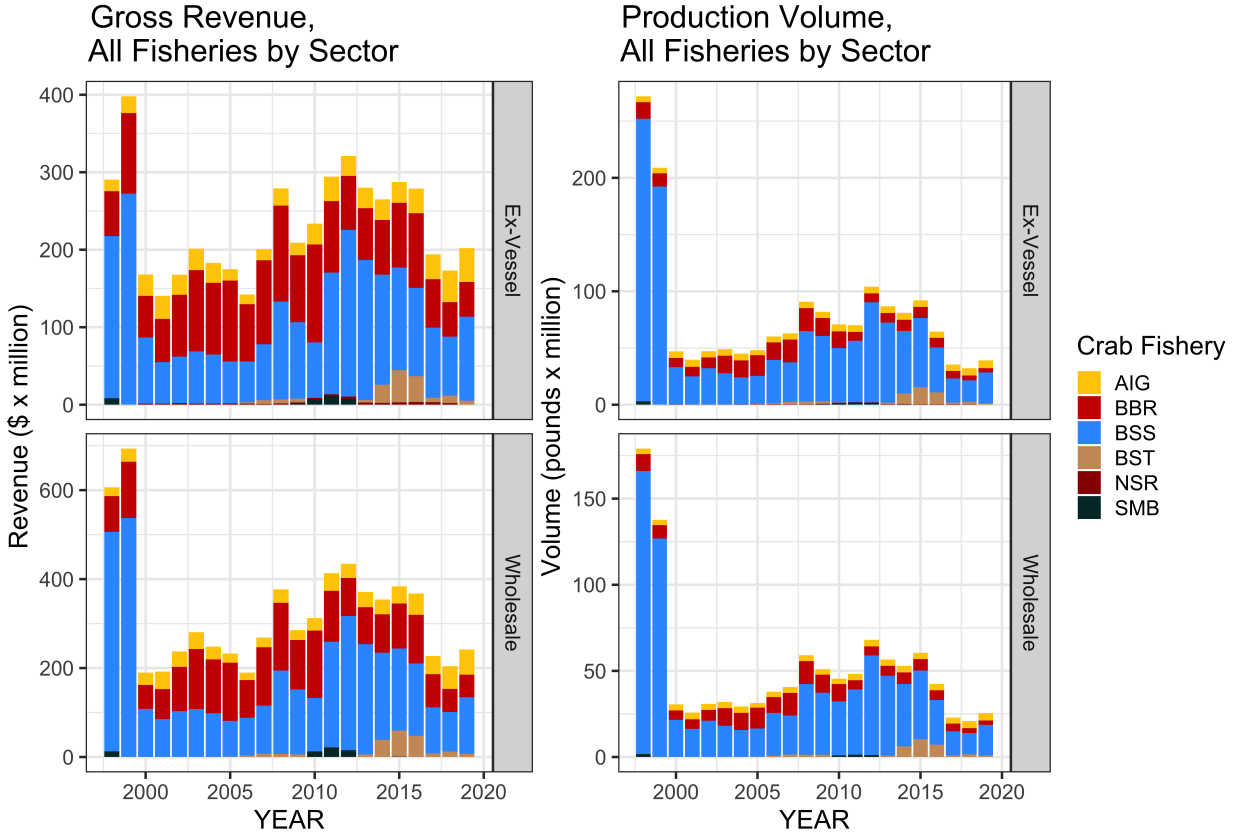 Gross Revenue,
All Fisheries by Sector
Production Volume,
All Fisheries by Sector
Revenue ($ x million)
400
300
200
100
0
Ex-Vessel
600
400
200
0
Wholesale
2000 2005 2010 2015 2020
YEAR
Volume (pounds x million)
200
100
0
Ex-Vessel
150
100
50
0
Wholesale
2000 2005 2010 2015 2020
YEAR
Crab Fishery
AIG
BBR
BSS
BST
NSR
SMB